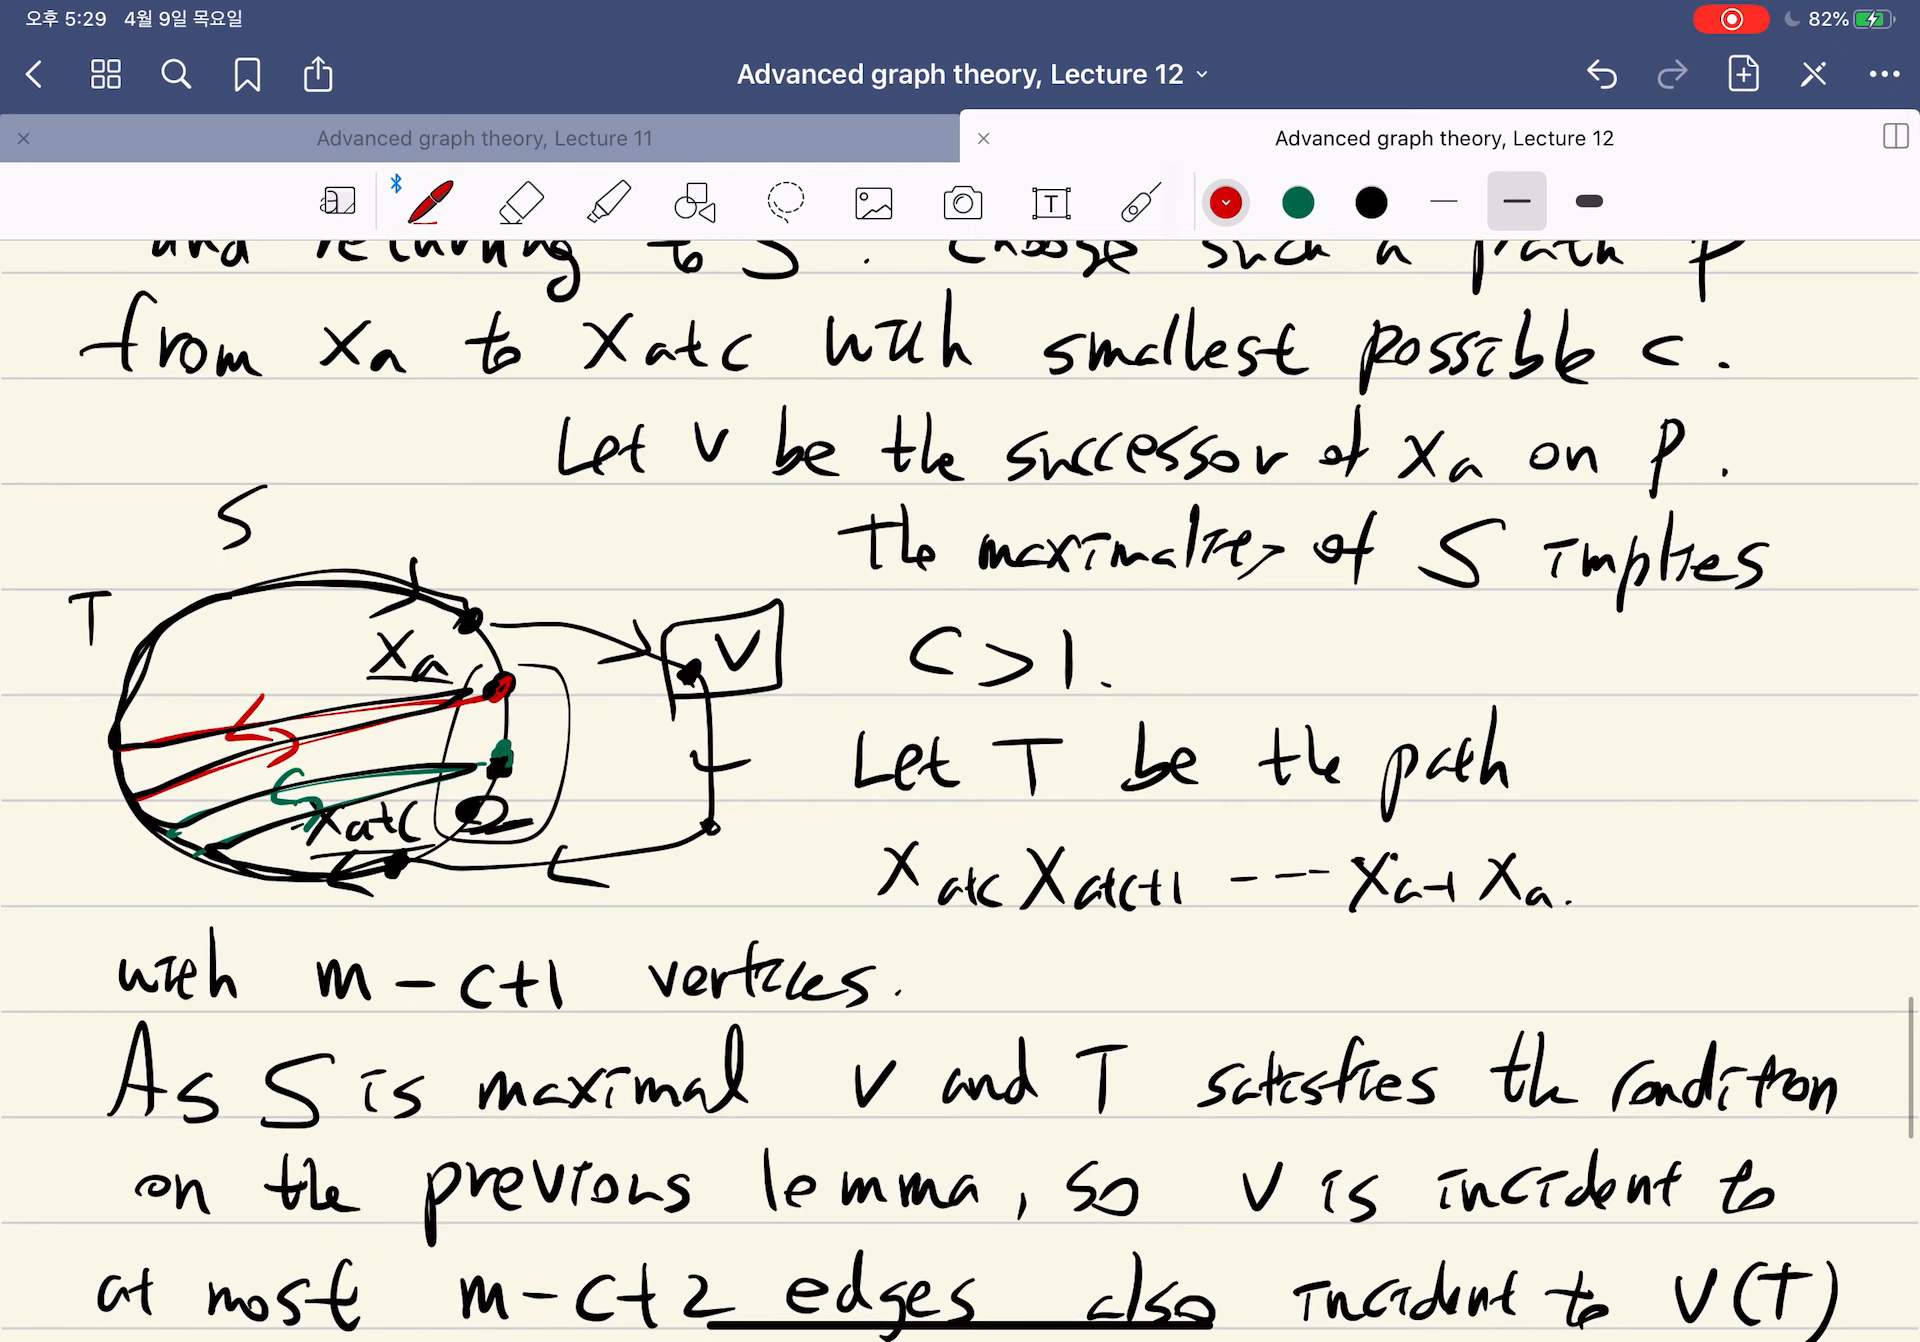 오후 5:29 4월 9일 목요일
82%
Advanced graph theory, Lecture 12
Advanced graph theory, Lecture 11
Advanced graph theory, Lecture 12
and returning to S. Choose such a path P
from Xa to Xa+c with smallest possible c.
Let v be the successor of Xa on P.
S
The maximality of S implies
T
Xa
V
c>1.
Let T be the path
Xa+c
Xa+c Xa+c+1 --- Xa-1 Xa.
with m-c+1 vertices.
As S is maximal v and T satisfies the condition
on the previous lemma, so v is incident to
at most m-c+2 edges also incident to V(T)